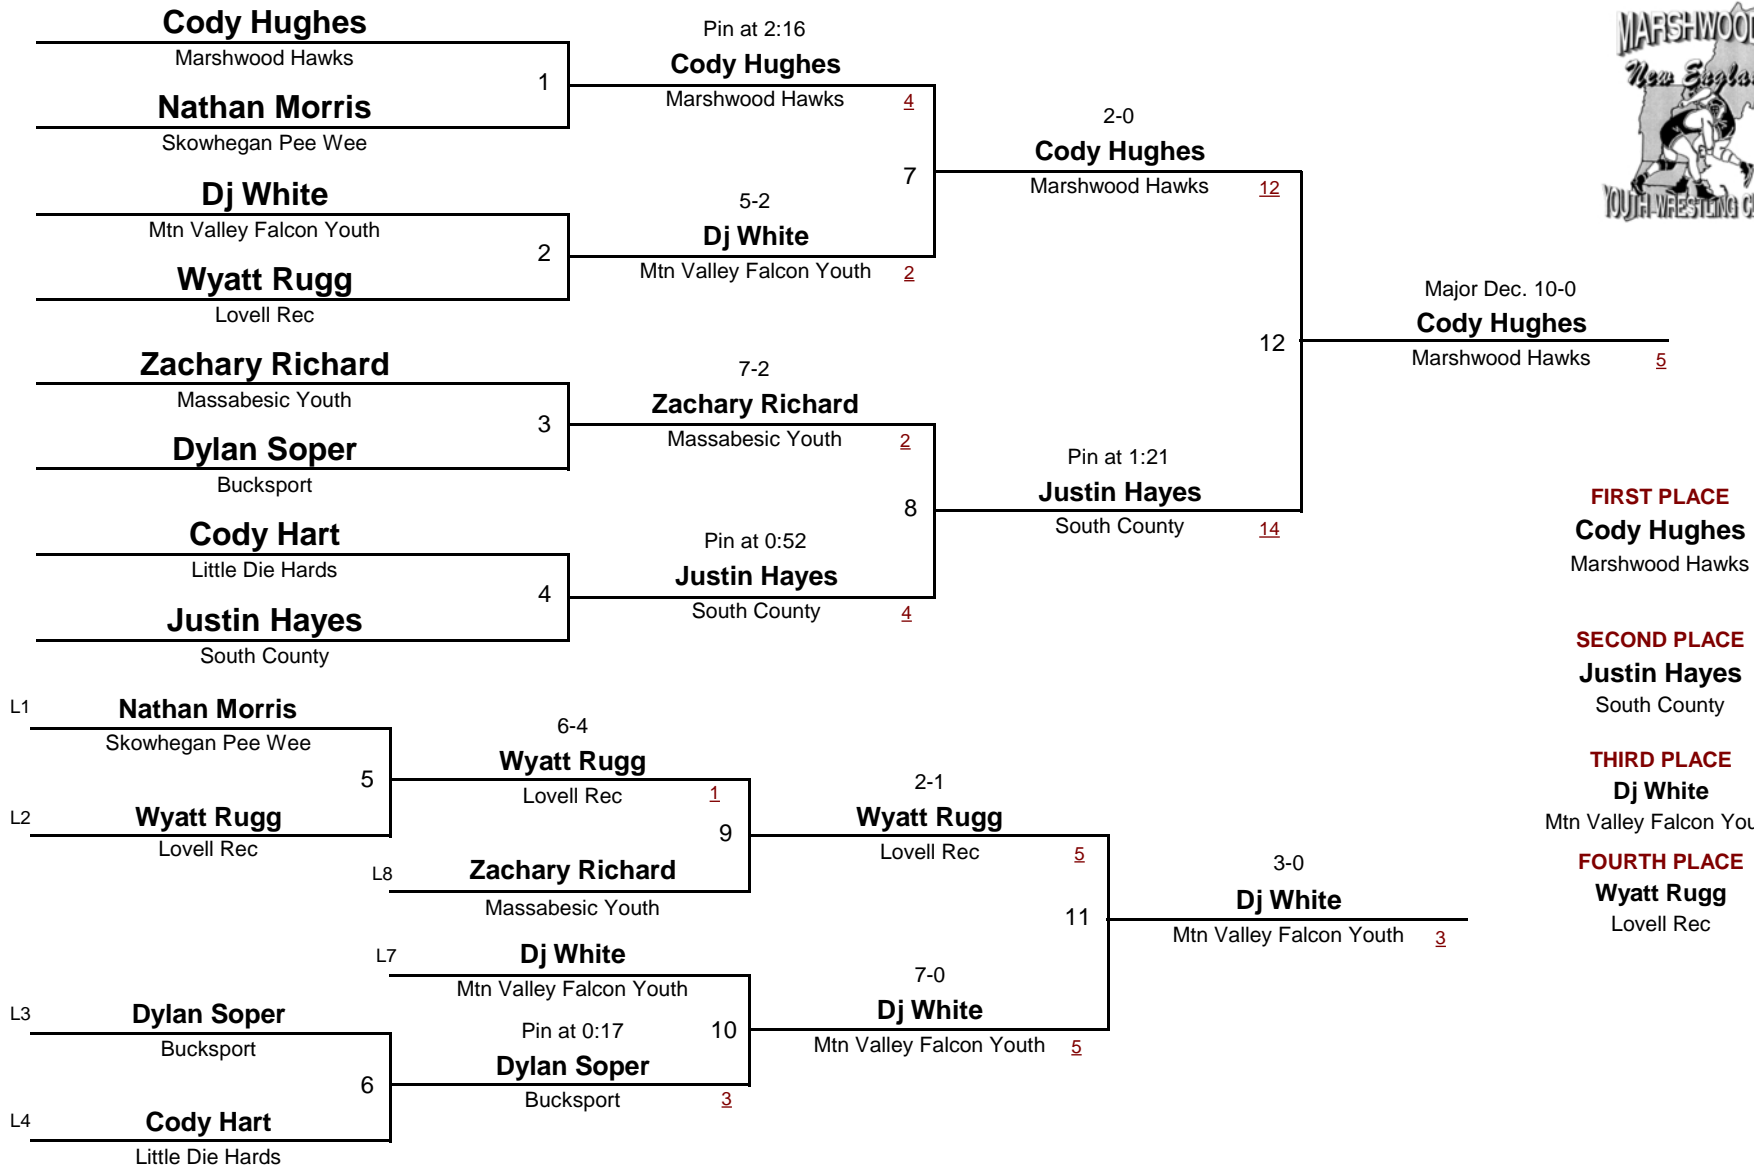 Cody Hughes
Marshwood Hawks
1
Nathan Morris
Skowhegan Pee Wee
Dj White
Mtn Valley Falcon Youth
2
Wyatt Rugg
Lovell Rec
Zachary Richard
Massabesic Youth
3
Dylan Soper
Bucksport
Cody Hart
Little Die Hards
4
Justin Hayes
South County
Pin at 2:16
Cody Hughes
Marshwood Hawks 4
7
5-2
Dj White
Mtn Valley Falcon Youth 2
7-2
Zachary Richard
Massabesic Youth 2
8
Pin at 0:52
Justin Hayes
South County 4
2-0
Cody Hughes
Marshwood Hawks 12
12
Pin at 1:21
Justin Hayes
South County 14
Major Dec. 10-0
Cody Hughes
Marshwood Hawks 5
MARSHWOOD
New
YOUTH WRESTLING
FIRST PLACE
Cody Hughes
Marshwood Hawks
SECOND PLACE
Justin Hayes
South County
THIRD PLACE
Dj White
Mtn Valley Falcon You
FOURTH PLACE
Wyatt Rugg
Lovell Rec
L1 Nathan Morris
Skowhegan Pee Wee
5
L2 Wyatt Rugg
Lovell Rec
6-4
Wyatt Rugg
Lovell Rec 1
9
L8 Zachary Richard
Massabesic Youth
L7 Dj White
Mtn Valley Falcon Youth
10
Pin at 0:17
Dylan Soper
Bucksport 3
L3 Dylan Soper
Bucksport
6
L4 Cody Hart
Little Die Hards
2-1
Wyatt Rugg
Lovell Rec 5
11
7-0
Dj White
Mtn Valley Falcon Youth 5
3-0
Dj White
Mtn Valley Falcon Youth 3